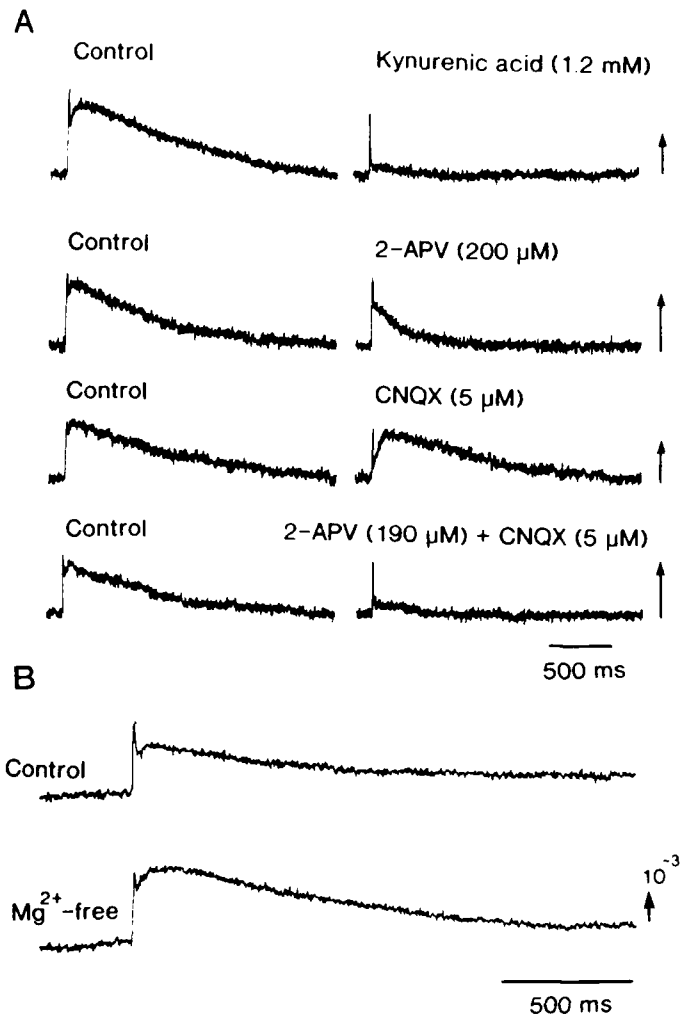 A
Control
Kynurenic acid (1.2 mM)
Control
2-APV (200 µM)
Control
CNQX (5 µM)
Control
2-APV (190 µM) + CNQX (5 µM)
500 ms
B
Control
10⁻³
Mg²⁺-free
500 ms